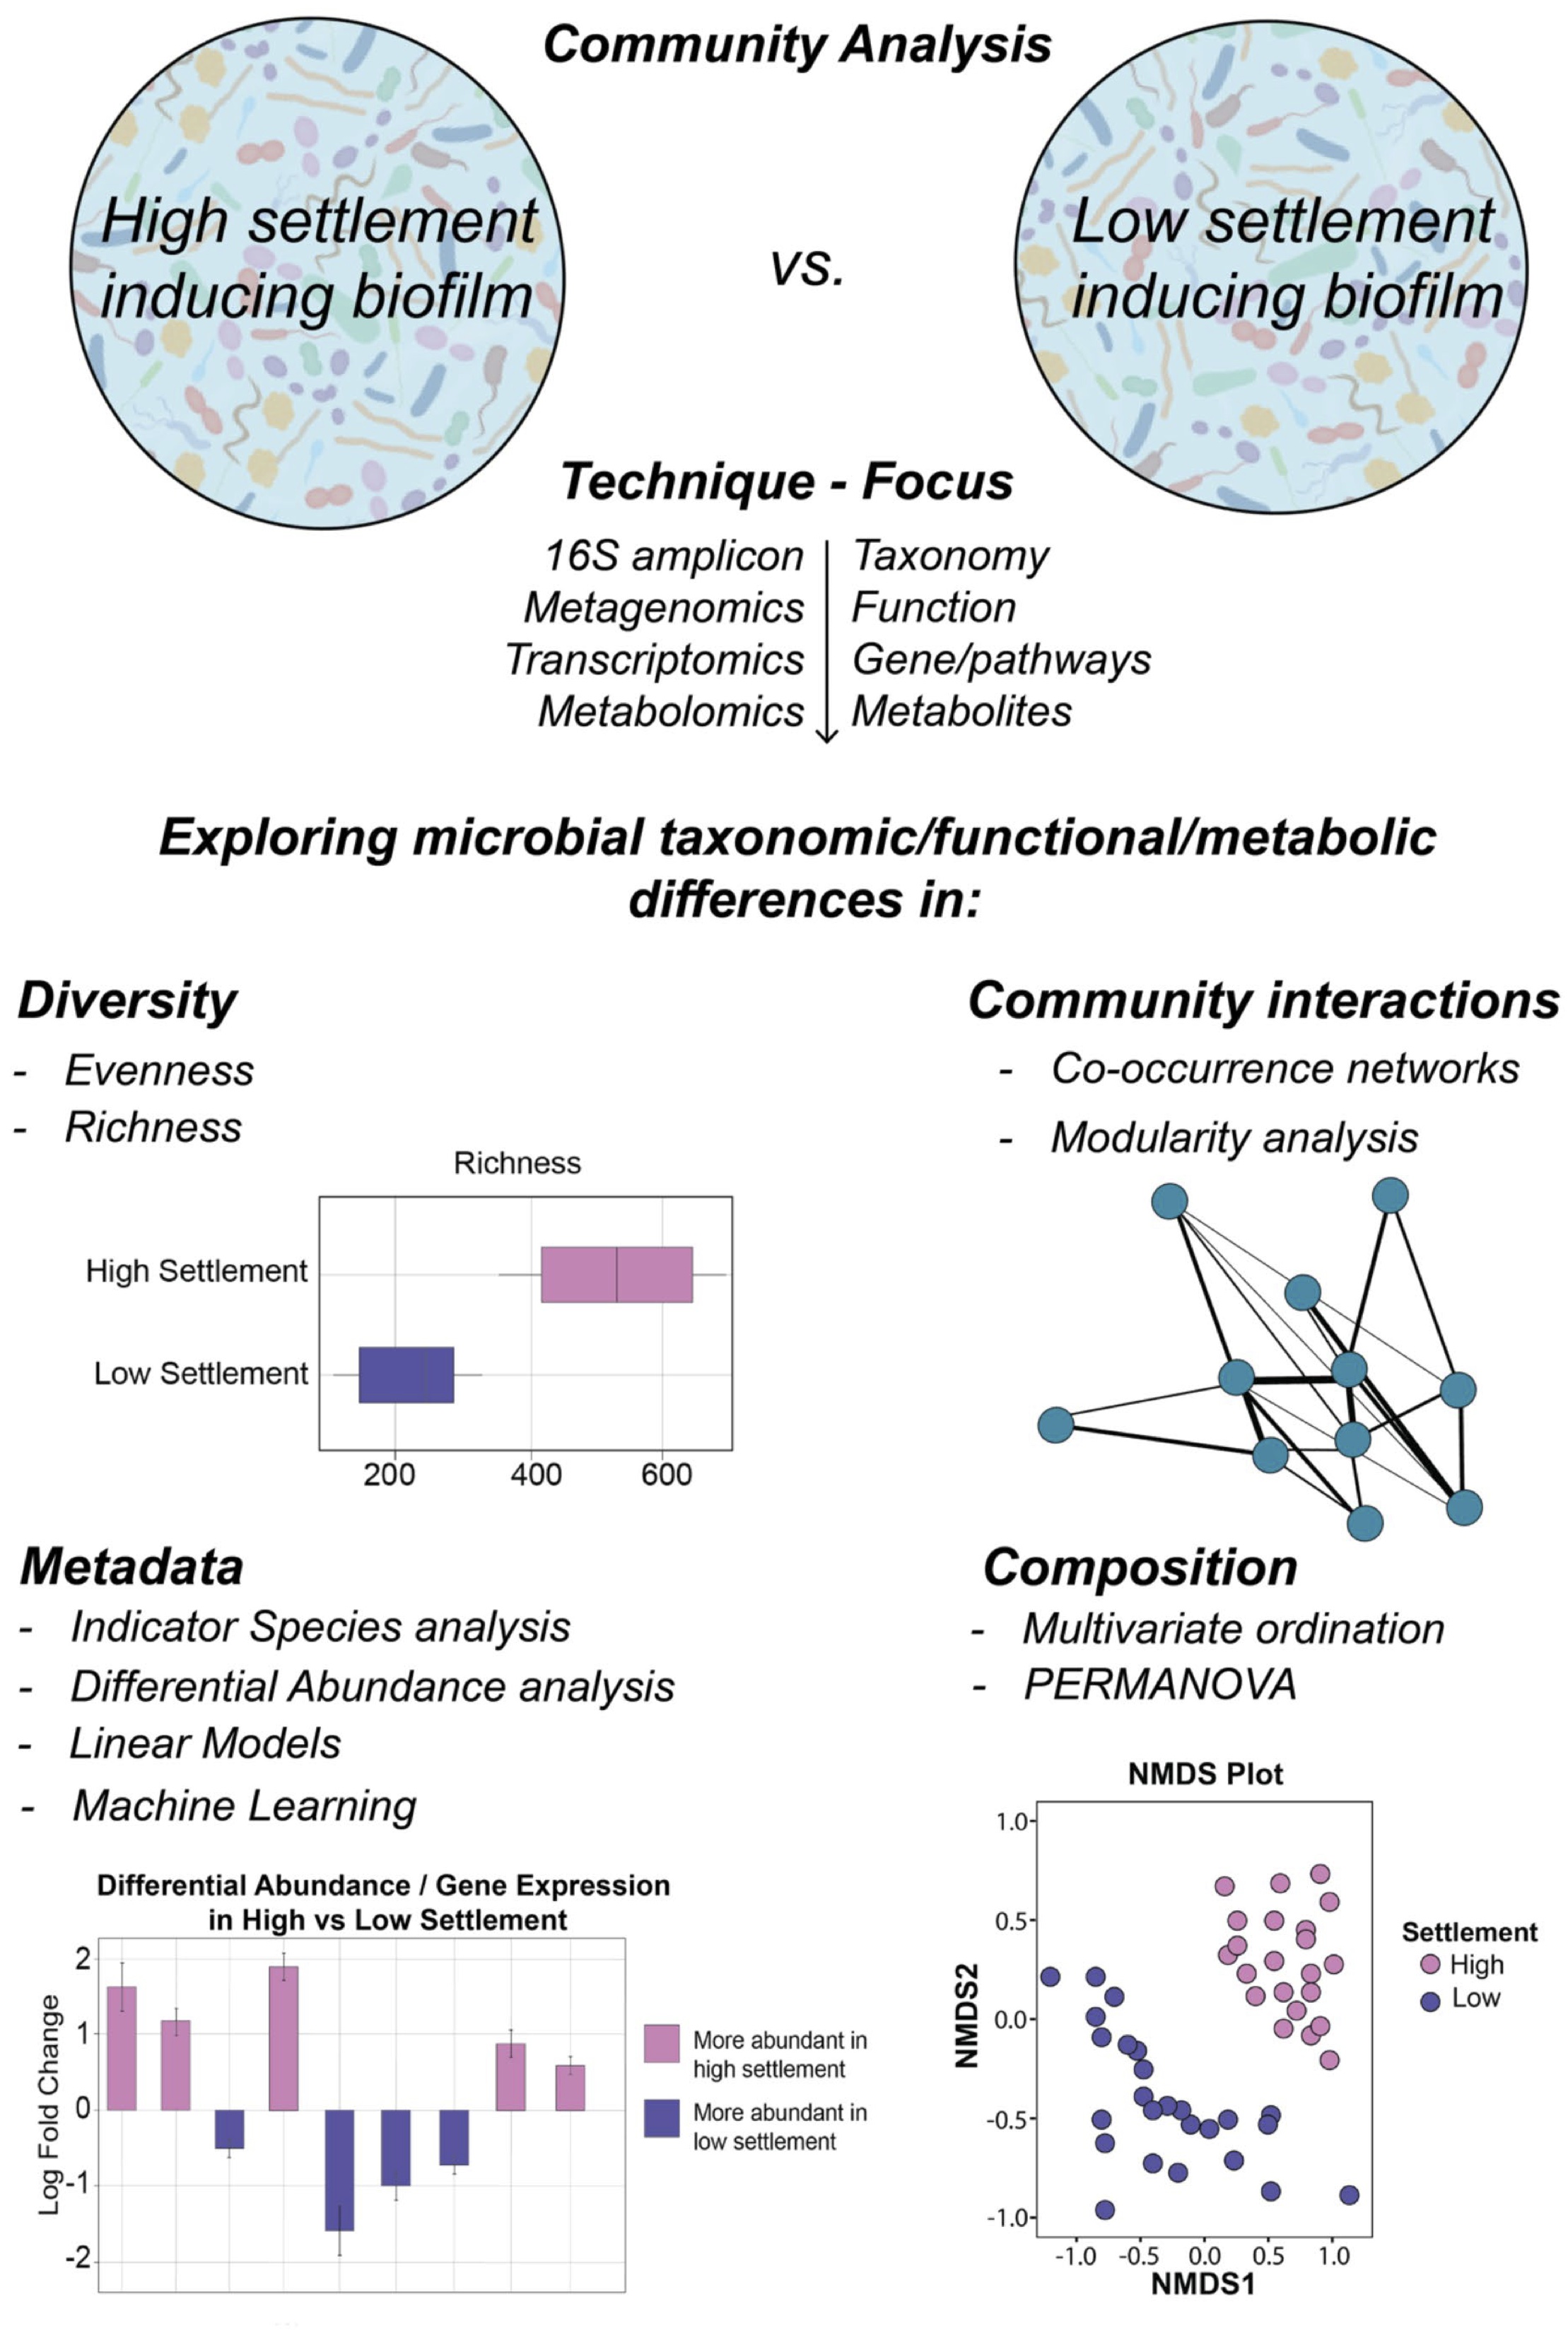 Community Analysis
High settlement
inducing biofilm
vs.
Low settlement
inducing biofilm
Technique - Focus
16S amplicon Taxonomy
Metagenomics Function
Transcriptomics Gene/pathways
Metabolomics Metabolites
Exploring microbial taxonomic/functional/metabolic
differences in:
Diversity
- Evenness
- Richness
Richness
High Settlement
Low Settlement
200 400 600
Community interactions
- Co-occurrence networks
- Modularity analysis
Metadata
- Indicator Species analysis
- Differential Abundance analysis
- Linear Models
- Machine Learning
Differential Abundance / Gene Expression
in High vs Low Settlement
Log Fold Change
2
1
0
-1
-2
More abundant in
high settlement
More abundant in
low settlement
Composition
- Multivariate ordination
- PERMANOVA
NMDS Plot
NMDS2
1.0
0.5
0.0
-0.5
-1.0
-1.0 -0.5 0.0 0.5 1.0
NMDS1
Settlement
High
Low